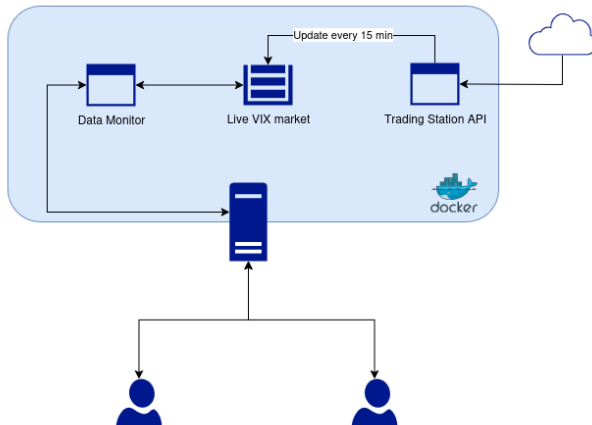 Update every 15 min
Data Monitor
Live VIX market
Trading Station API
docker